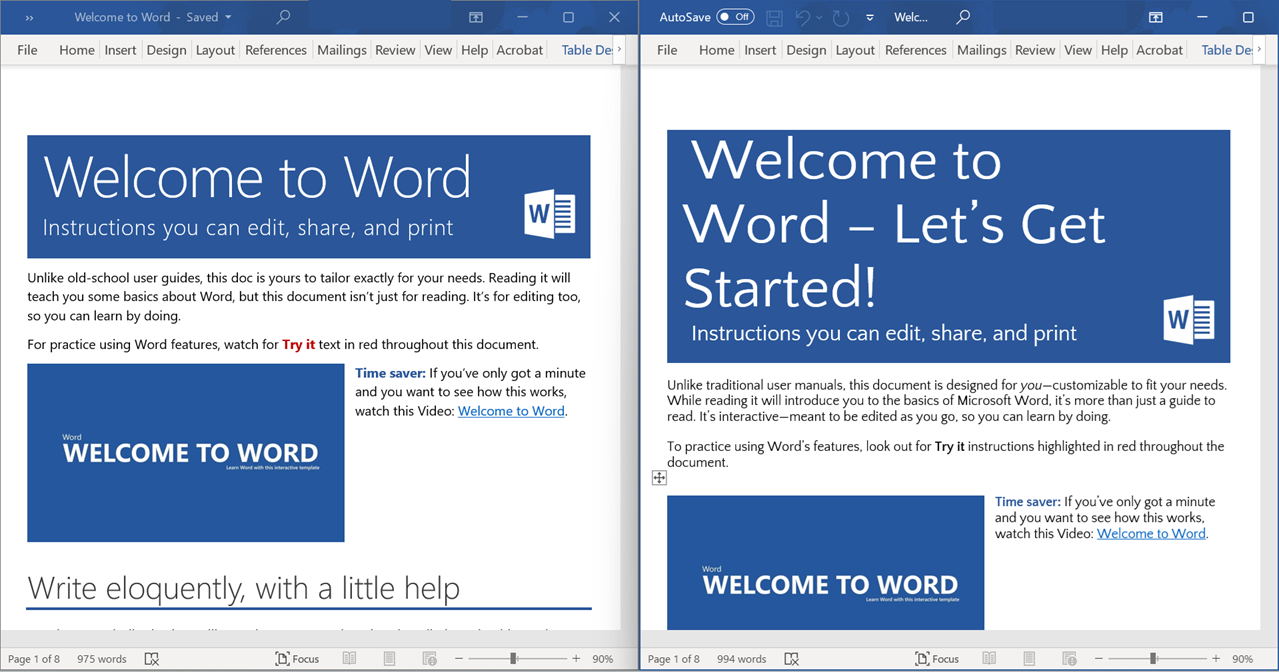 Welcome to Word - Saved
File Home Insert Design Layout References Mailings Review View Help Acrobat Table De
Welcome to Word
Instructions you can edit, share, and print
W
Unlike old-school user guides, this doc is yours to tailor exactly for your needs. Reading it will
teach you some basics about Word, but this document isn't just for reading. It's for editing too,
so you can learn by doing.
For practice using Word features, watch for Try it text in red throughout this document.
Word
WELCOME TO WORD
Learn Word with this interactive template
Time saver: If you've only got a minute
and you want to see how this works,
watch this Video: Welcome to Word.
Write eloquently, with a little help
Page 1 of 8 975 words Focus 90%
AutoSave Off Welc...
File Home Insert Design Layout References Mailings Review View Help Acrobat Table De
Welcome to
Word – Let's Get
Started!
Instructions you can edit, share, and print
W
Unlike traditional user manuals, this document is designed for you—customizable to fit your needs.
While reading it will introduce you to the basics of Microsoft Word, it's more than just a guide to
read. It's interactive—meant to be edited as you go, so you can learn by doing.
To practice using Word's features, look out for Try it instructions highlighted in red throughout the
document.
Word
WELCOME TO WORD
Learn Word with this interactive template
Time saver: If you've only got a minute
and you want to see how this works,
watch this Video: Welcome to Word.
Page 1 of 8 994 words Focus 90%